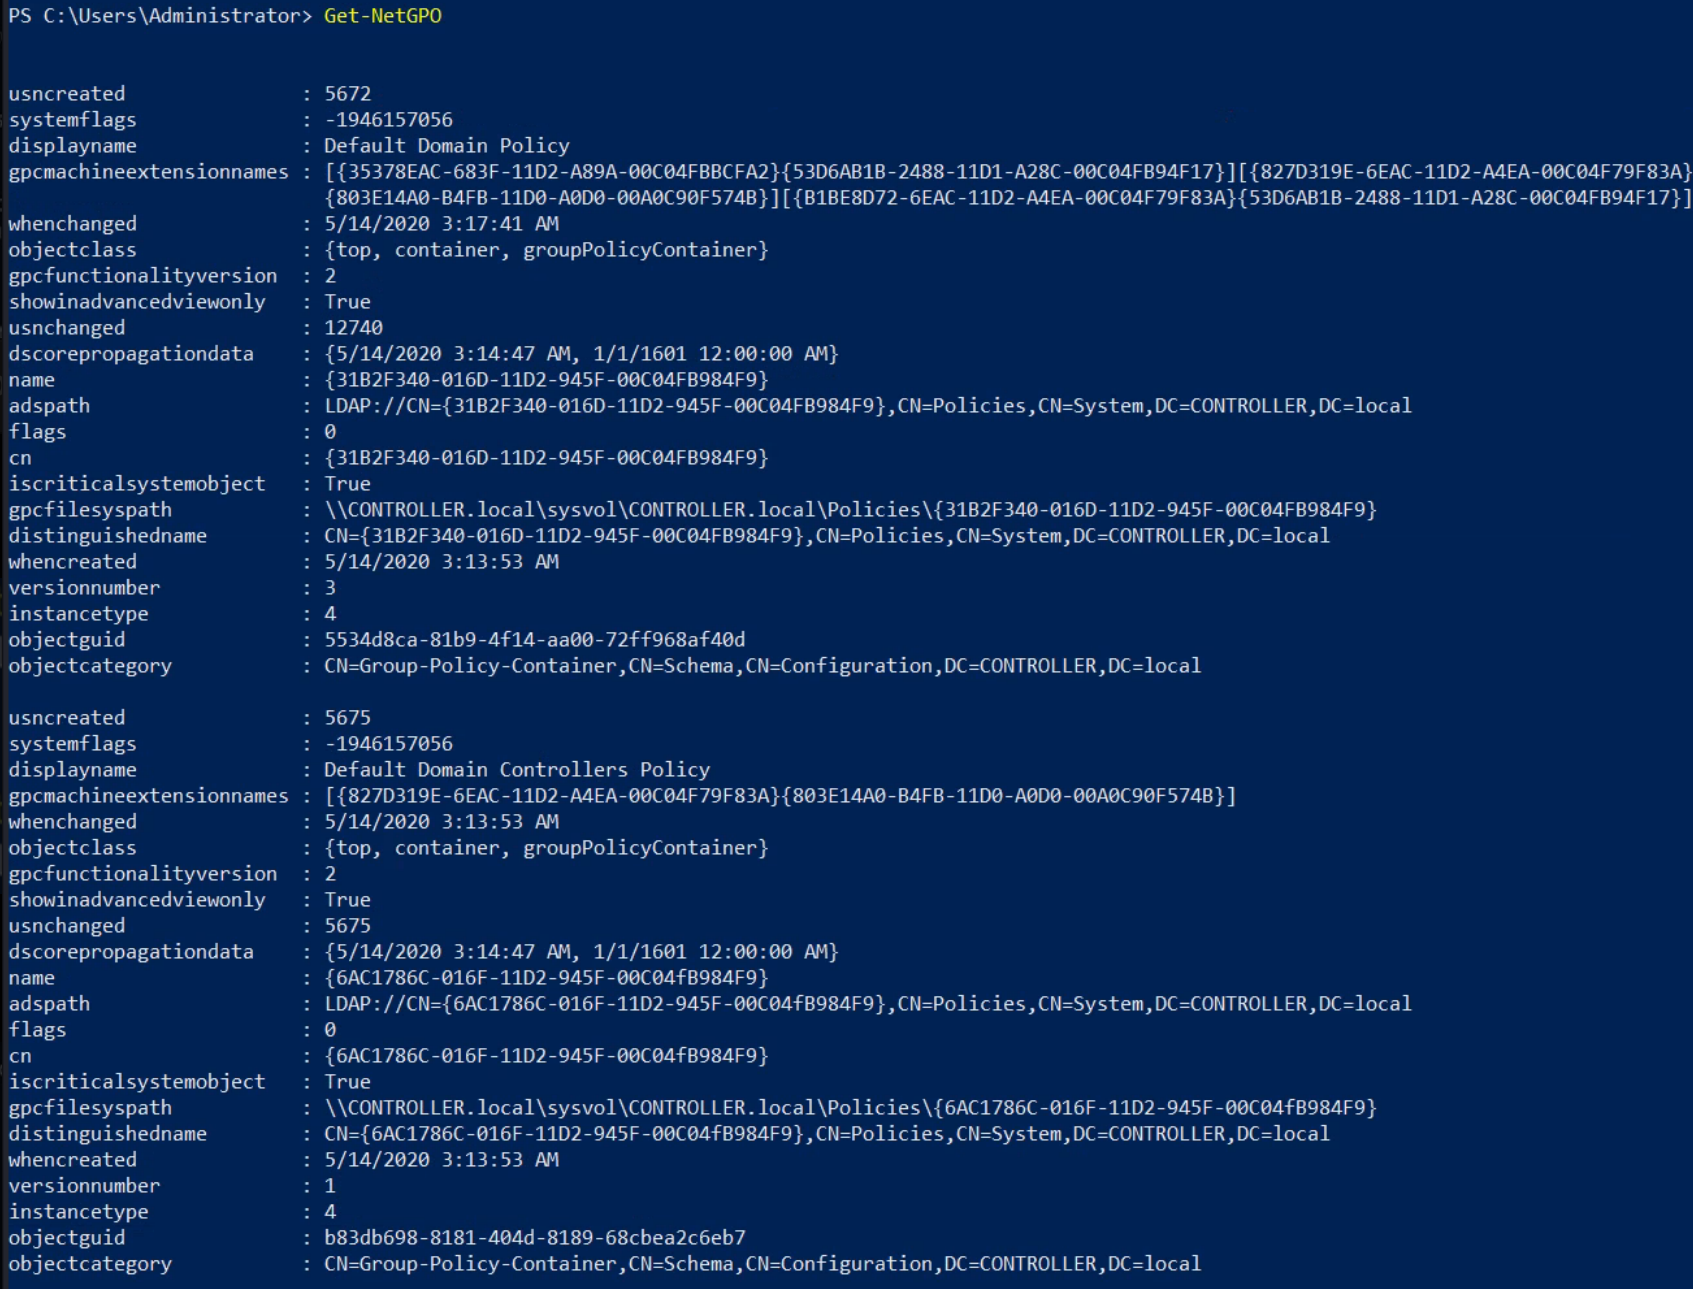 PS C:\Users\Administrator> Get-NetGPO
usncreated : 5672
systemflags : -1946157056
displayname : Default Domain Policy
gpcmachineextensionnames : [{35378EAC-683F-11D2-A89A-00C04FBBCFA2}{53D6AB1B-2488-11D1-A28C-00C04FB94F17}][{827D319E-6EAC-11D2-A4EA-00C04F79F83A}
{803E14A0-B4FB-11D0-A0D0-00A0C90F574B}][{B1BE8D72-6EAC-11D2-A4EA-00C04F79F83A}{53D6AB1B-2488-11D1-A28C-00C04FB94F17}]
whenchanged : 5/14/2020 3:17:41 AM
objectclass : {top, container, groupPolicyContainer}
gpcfunctionalityversion : 2
showinadvancedviewonly : True
usnchanged : 12740
dscorepropagationdata : {5/14/2020 3:14:47 AM, 1/1/1601 12:00:00 AM}
name : {31B2F340-016D-11D2-945F-00C04FB984F9}
adspath : LDAP://CN={31B2F340-016D-11D2-945F-00C04FB984F9},CN=Policies,CN=System,DC=CONTROLLER,DC=local
flags : 0
cn : {31B2F340-016D-11D2-945F-00C04FB984F9}
iscriticalsystemobject : True
gpcfilesyspath : \\CONTROLLER.local\sysvol\CONTROLLER.local\Policies\{31B2F340-016D-11D2-945F-00C04FB984F9}
distinguishedname : CN={31B2F340-016D-11D2-945F-00C04FB984F9},CN=Policies,CN=System,DC=CONTROLLER,DC=local
whencreated : 5/14/2020 3:13:53 AM
versionnumber : 3
instancetype : 4
objectguid : 5534d8ca-81b9-4f14-aa00-72ff968af40d
objectcategory : CN=Group-Policy-Container,CN=Schema,CN=Configuration,DC=CONTROLLER,DC=local
usncreated : 5675
systemflags : -1946157056
displayname : Default Domain Controllers Policy
gpcmachineextensionnames : [{827D319E-6EAC-11D2-A4EA-00C04F79F83A}{803E14A0-B4FB-11D0-A0D0-00A0C90F574B}]
whenchanged : 5/14/2020 3:13:53 AM
objectclass : {top, container, groupPolicyContainer}
gpcfunctionalityversion : 2
showinadvancedviewonly : True
usnchanged : 5675
dscorepropagationdata : {5/14/2020 3:14:47 AM, 1/1/1601 12:00:00 AM}
name : {6AC1786C-016F-11D2-945F-00C04fB984F9}
adspath : LDAP://CN={6AC1786C-016F-11D2-945F-00C04fB984F9},CN=Policies,CN=System,DC=CONTROLLER,DC=local
flags : 0
cn : {6AC1786C-016F-11D2-945F-00C04fB984F9}
iscriticalsystemobject : True
gpcfilesyspath : \\CONTROLLER.local\sysvol\CONTROLLER.local\Policies\{6AC1786C-016F-11D2-945F-00C04fB984F9}
distinguishedname : CN={6AC1786C-016F-11D2-945F-00C04fB984F9},CN=Policies,CN=System,DC=CONTROLLER,DC=local
whencreated : 5/14/2020 3:13:53 AM
versionnumber : 1
instancetype : 4
objectguid : b83db698-8181-404d-8189-68cbea2c6eb7
objectcategory : CN=Group-Policy-Container,CN=Schema,CN=Configuration,DC=CONTROLLER,DC=local